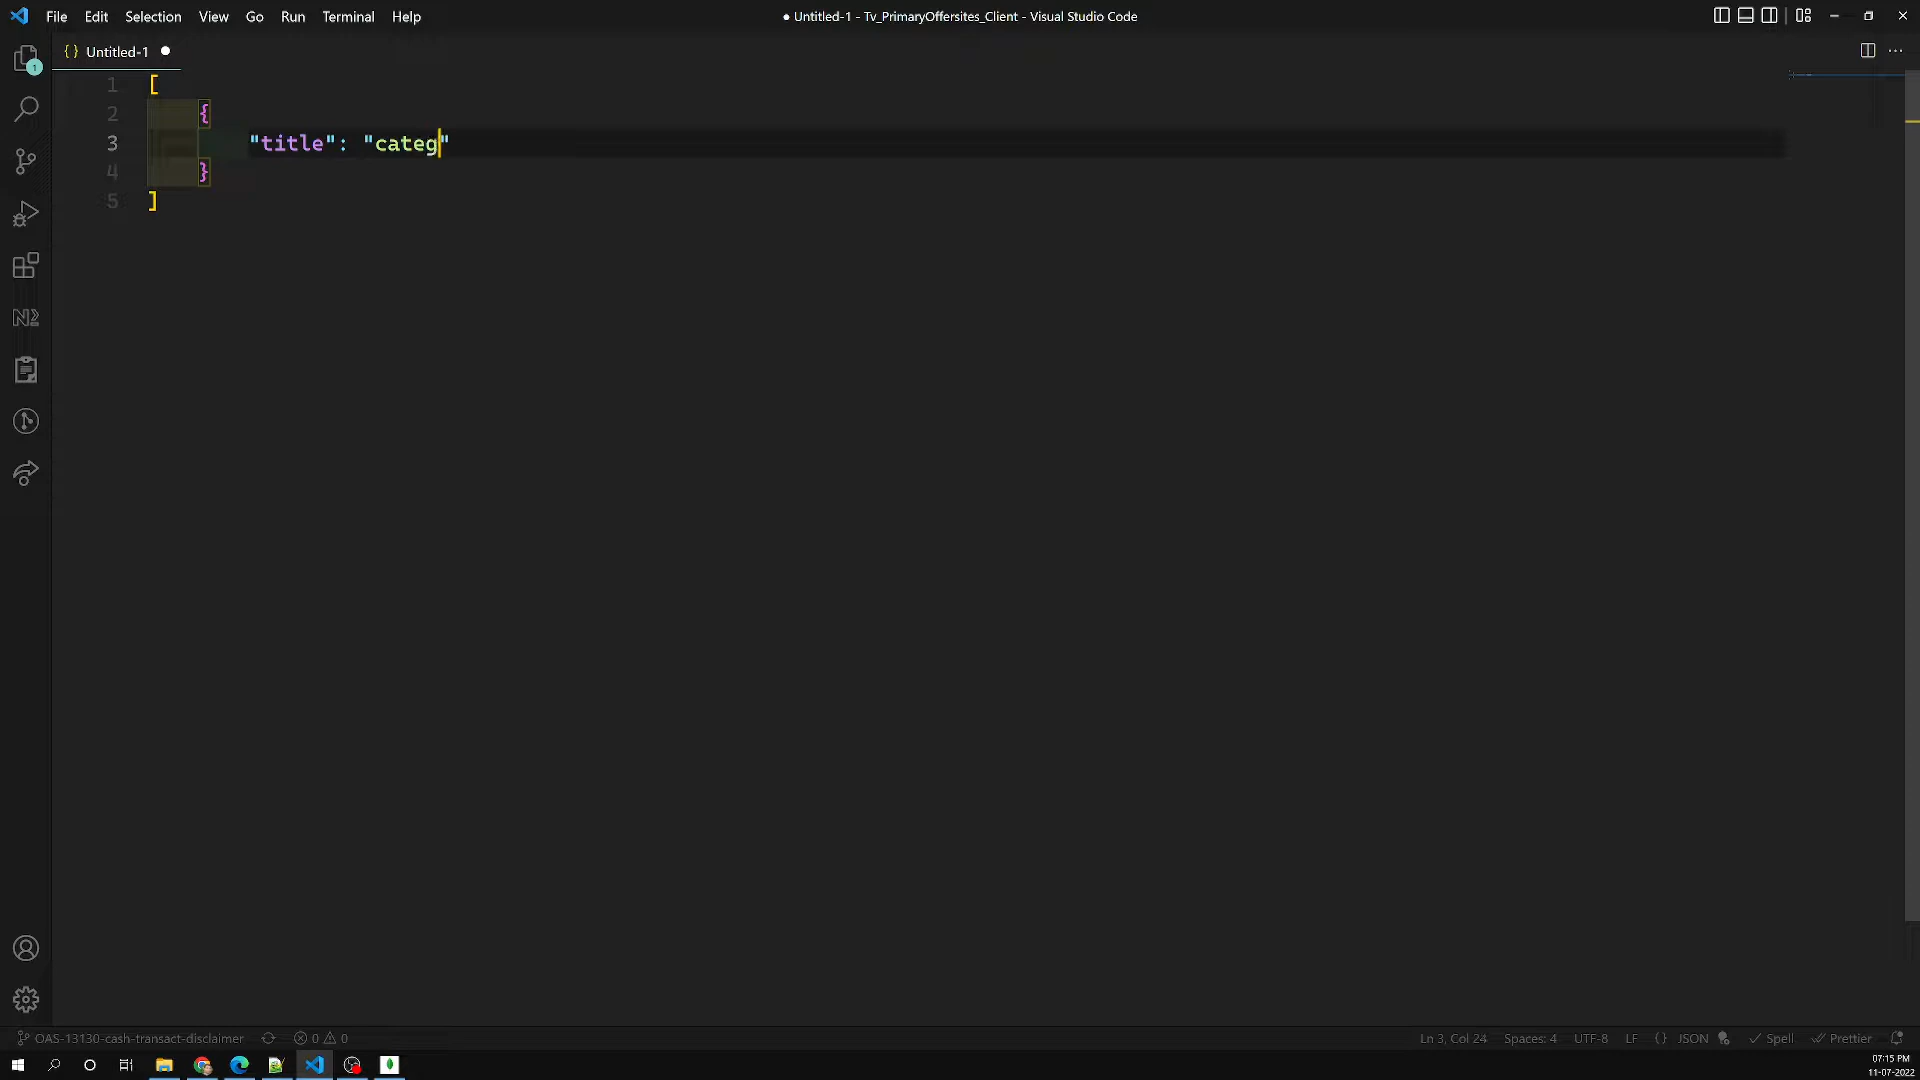 File Edit Selection View Go Run Terminal Help
● Untitled-1 - Tv_PrimaryOffersites_Client - Visual Studio Code
1
{} Untitled-1 ●
1 [
2 {
3 "title": "categ"
4 }
5 ]
OAS-13130-cash-transact-disclaimer
0 0
Ln 3, Col 24 Spaces: 4 UTF-8 LF {} JSON Spell Prettier
07:15 PM
11-07-2022